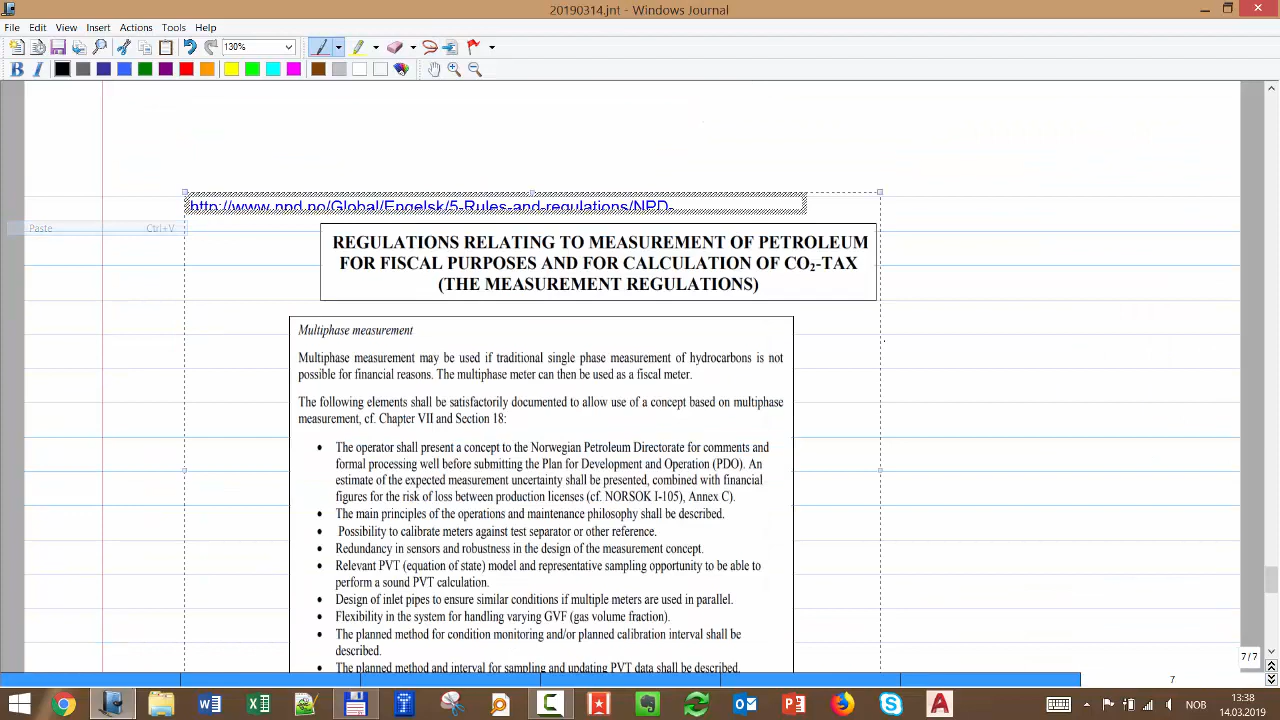 20190314.jnt - Windows Journal
File Edit View Insert Actions Tools Help
130%
B I
http://www.npd.no/Global/Engelsk/5-Rules-and-regulations/NPD-
Paste Ctrl+V
REGULATIONS RELATING TO MEASUREMENT OF PETROLEUM
FOR FISCAL PURPOSES AND FOR CALCULATION OF CO₂-TAX
(THE MEASUREMENT REGULATIONS)
Multiphase measurement
Multiphase measurement may be used if traditional single phase measurement of hydrocarbons is not
possible for financial reasons. The multiphase meter can then be used as a fiscal meter.
The following elements shall be satisfactorily documented to allow use of a concept based on multiphase
measurement, cf. Chapter VII and Section 18:
• The operator shall present a concept to the Norwegian Petroleum Directorate for comments and
formal processing well before submitting the Plan for Development and Operation (PDO). An
estimate of the expected measurement uncertainty shall be presented, combined with financial
figures for the risk of loss between production licenses (cf. NORSOK I-105), Annex C).
• The main principles of the operations and maintenance philosophy shall be described.
• Possibility to calibrate meters against test separator or other reference.
• Redundancy in sensors and robustness in the design of the measurement concept.
• Relevant PVT (equation of state) model and representative sampling opportunity to be able to
perform a sound PVT calculation.
• Design of inlet pipes to ensure similar conditions if multiple meters are used in parallel.
• Flexibility in the system for handling varying GVF (gas volume fraction).
• The planned method for condition monitoring and/or planned calibration interval shall be
described.
• The planned method and interval for sampling and updating PVT data shall be described.
7/7
7
NOB
13:38
14.03.2019